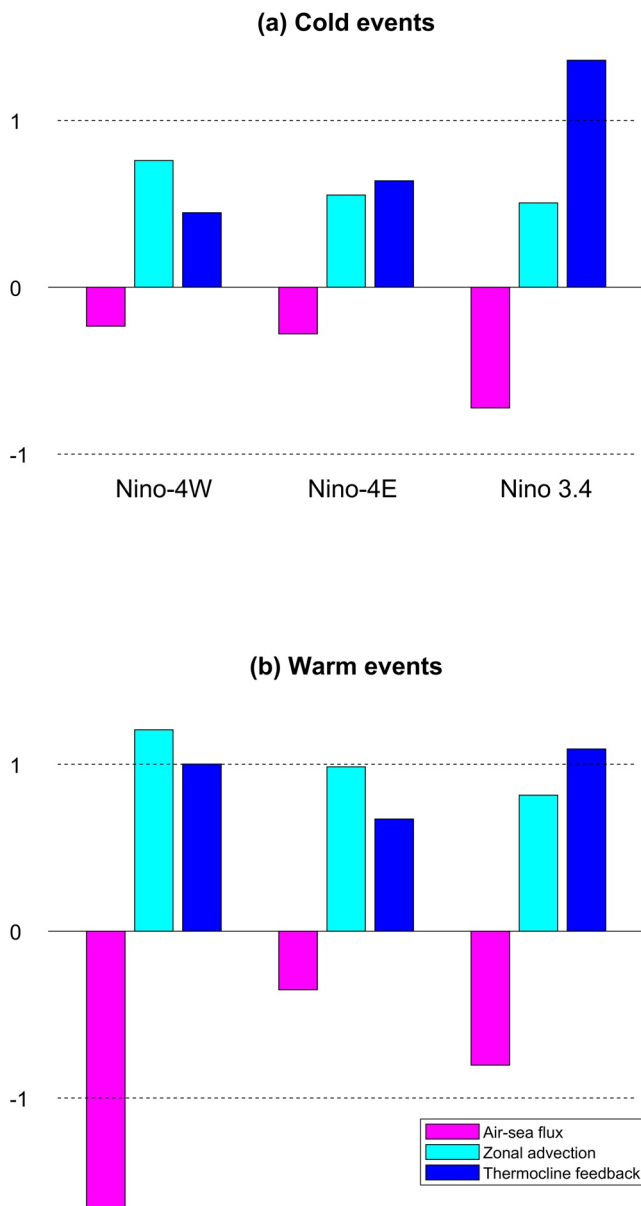 (a) Cold events
1
0
-1
Nino-4W Nino-4E Nino 3.4
(b) Warm events
1
0
-1
Air-sea flux
Zonal advection
Thermocline feedback